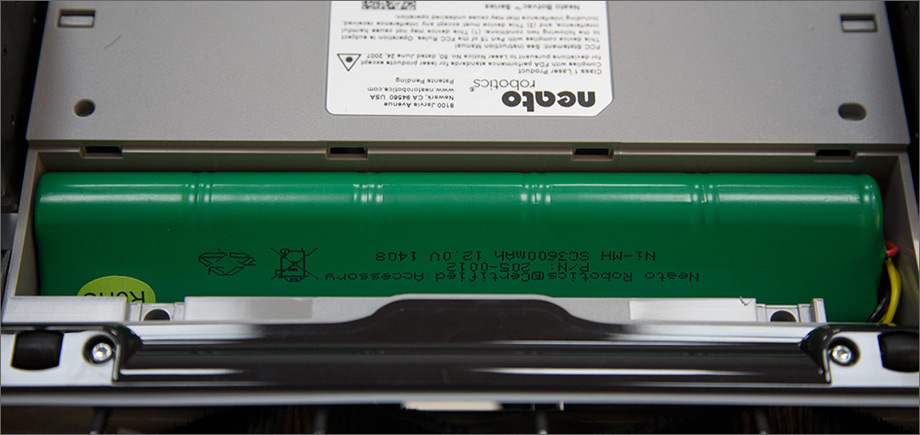 neato
robotics®
8100 Jarvis Avenue
Newark, CA 94560 USA
www.neatorobotics.com
Patents Pending
Class 1 Laser Product
Complies with FDA performance standards for laser products except
for deviations pursuant to Laser Notice No. 50, dated June 24, 2007
FCC Statement. See Instruction Manual
This device complies with Part 15 of the FCC Rules. Operation is subject
to the following two conditions: (1) This device may not cause harmful
interference, and (2) This device must accept any interference received,
including interference that may cause undesired operation.
Neato Botvac™ Series
Neato Robotics®Certified Accessory
P/N: 205-0012
Ni-MH SC3600mAh 12.0V 1408
RoHS